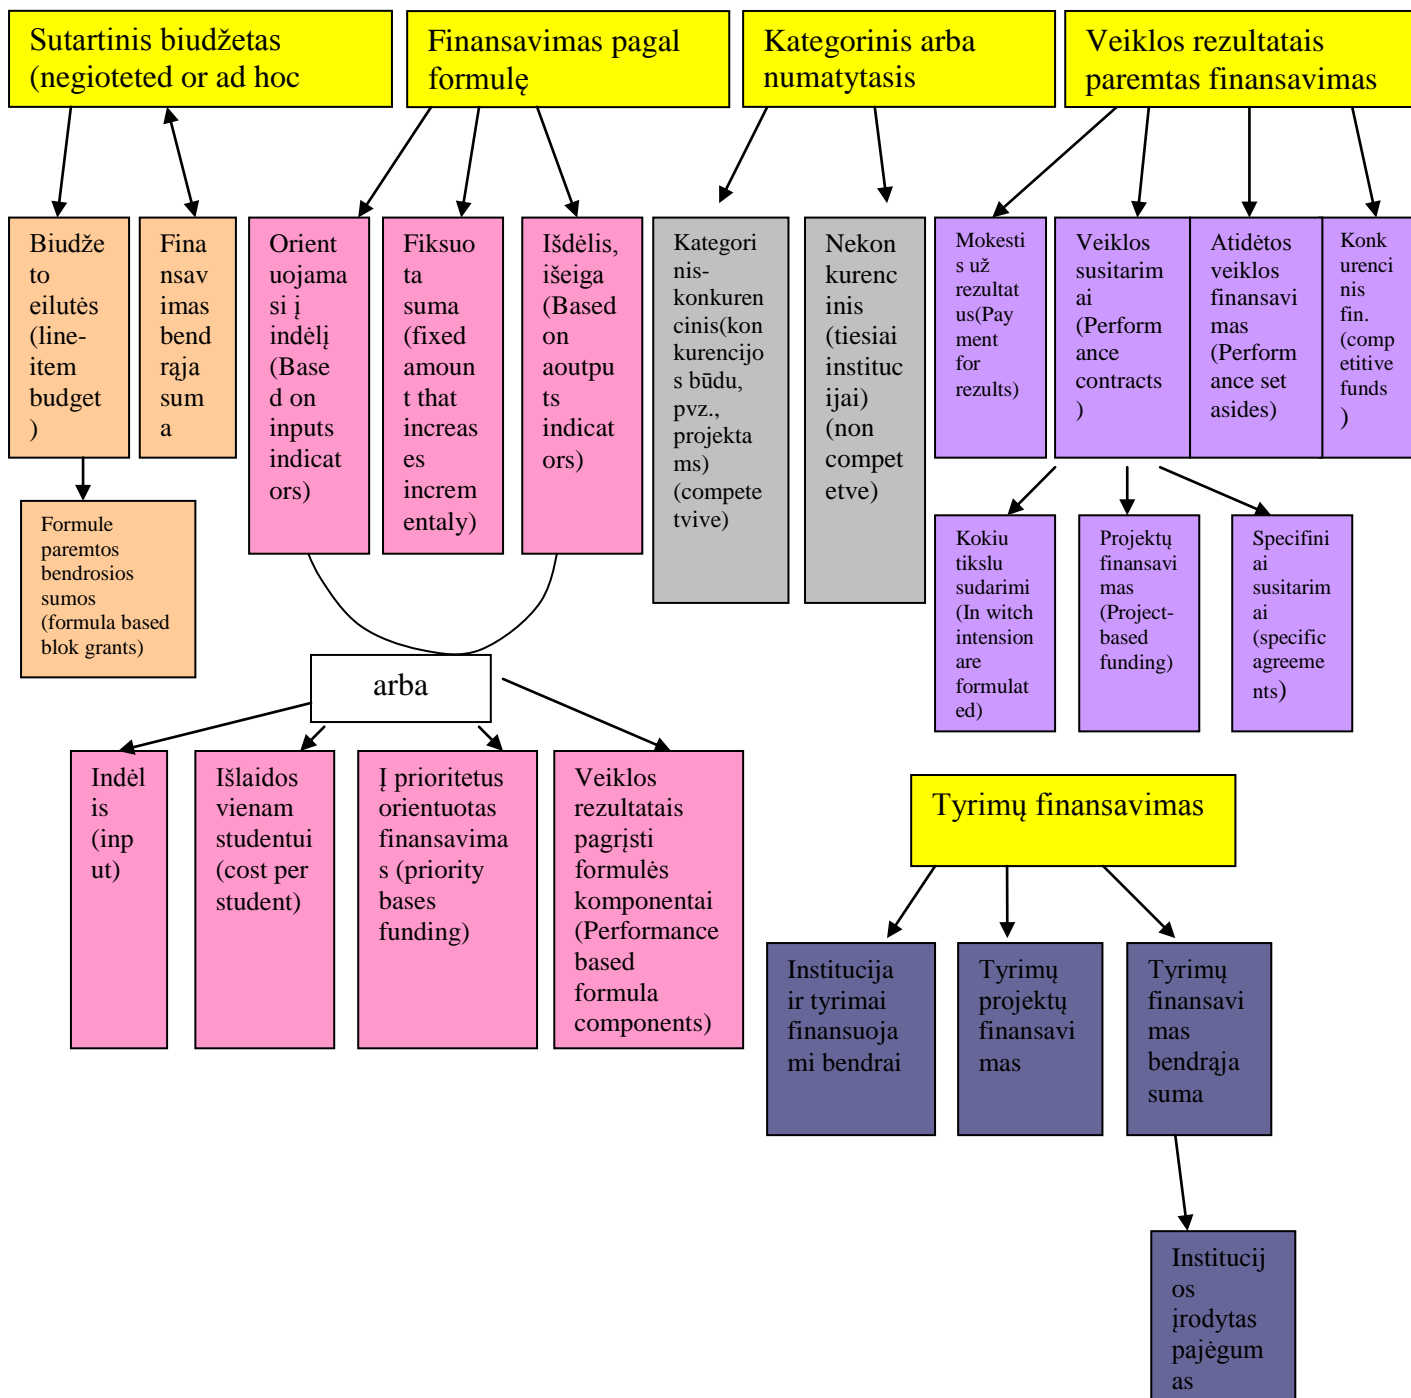 Sutartinis biudžetas
(negioteted or ad hoc
Finansavimas pagal
formulę
Kategorinis arba
numatytasis
Veiklos rezultatais
paremtas finansavimas
Biudže
to
eilutės
(line-
item
budget
)
Fina
nsav
imas
bend
rąja
sum
a
Orient
uojama
si į
indėlį
(Base
d on
inputs
indicat
ors)
Fiksuo
ta
suma
(fixed
amoun
t that
increas
es
increm
entaly)
Išdėlis,
išeiga
(Based
on
aoutpu
ts
indicat
ors)
Kategori
nis-
konkuren
cinis(kon
kurencijo
s būdu,
pvz.,
projekta
ms)
(compete
tvive)
Nekon
kurenc
inis
(tiesiai
instituc
ijai)
(non
compet
etve)
Mokesti
s už
rezultat
us(Pay
ment
for
rezults)
Veiklos
susitarim
ai
(Perform
ance
contracts
)
Atidėtos
veiklos
finansavi
mas
(Perform
ance set
asides)
Konk
urenci
nis
fin.
(comp
etitive
funds
)
Formule
paremtos
bendrosios
sumos
(formula based
blok grants)
Kokiu
tikslu
sudarimi
(In witch
intension
are
formulat
ed)
Projektų
finansavi
mas
(Project-
based
funding)
Specifini
ai
susitarim
ai
(specific
agreeme
nts)
arba
Indėl
is
(inp
ut)
Išlaidos
vienam
studentui
(cost per
student)
Į prioritetus
orientuotas
finansavima
s (priority
bases
funding)
Veiklos
rezultatais
pagrįsti
formulės
komponentai
(Performance
based
formula
components)
Tyrimų finansavimas
Institucija
ir tyrimai
finansuoja
mi bendrai
Tyrimų
projektų
finansavi
mas
Tyrimų
finansavi
mas
bendrąja
suma
Institucij
os
įrodytas
pajėgum
as